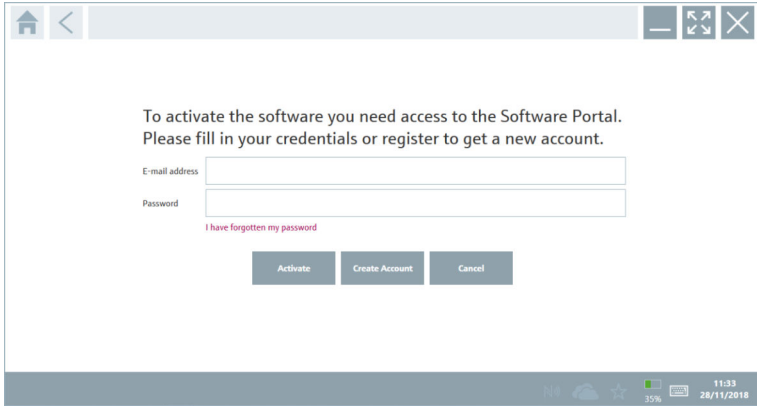 To activate the software you need access to the Software Portal.
Please fill in your credentials or register to get a new account.
E-mail address
Password
I have forgotten my password
Activate
Create Account
Cancel
35%
11:33
28/11/2018